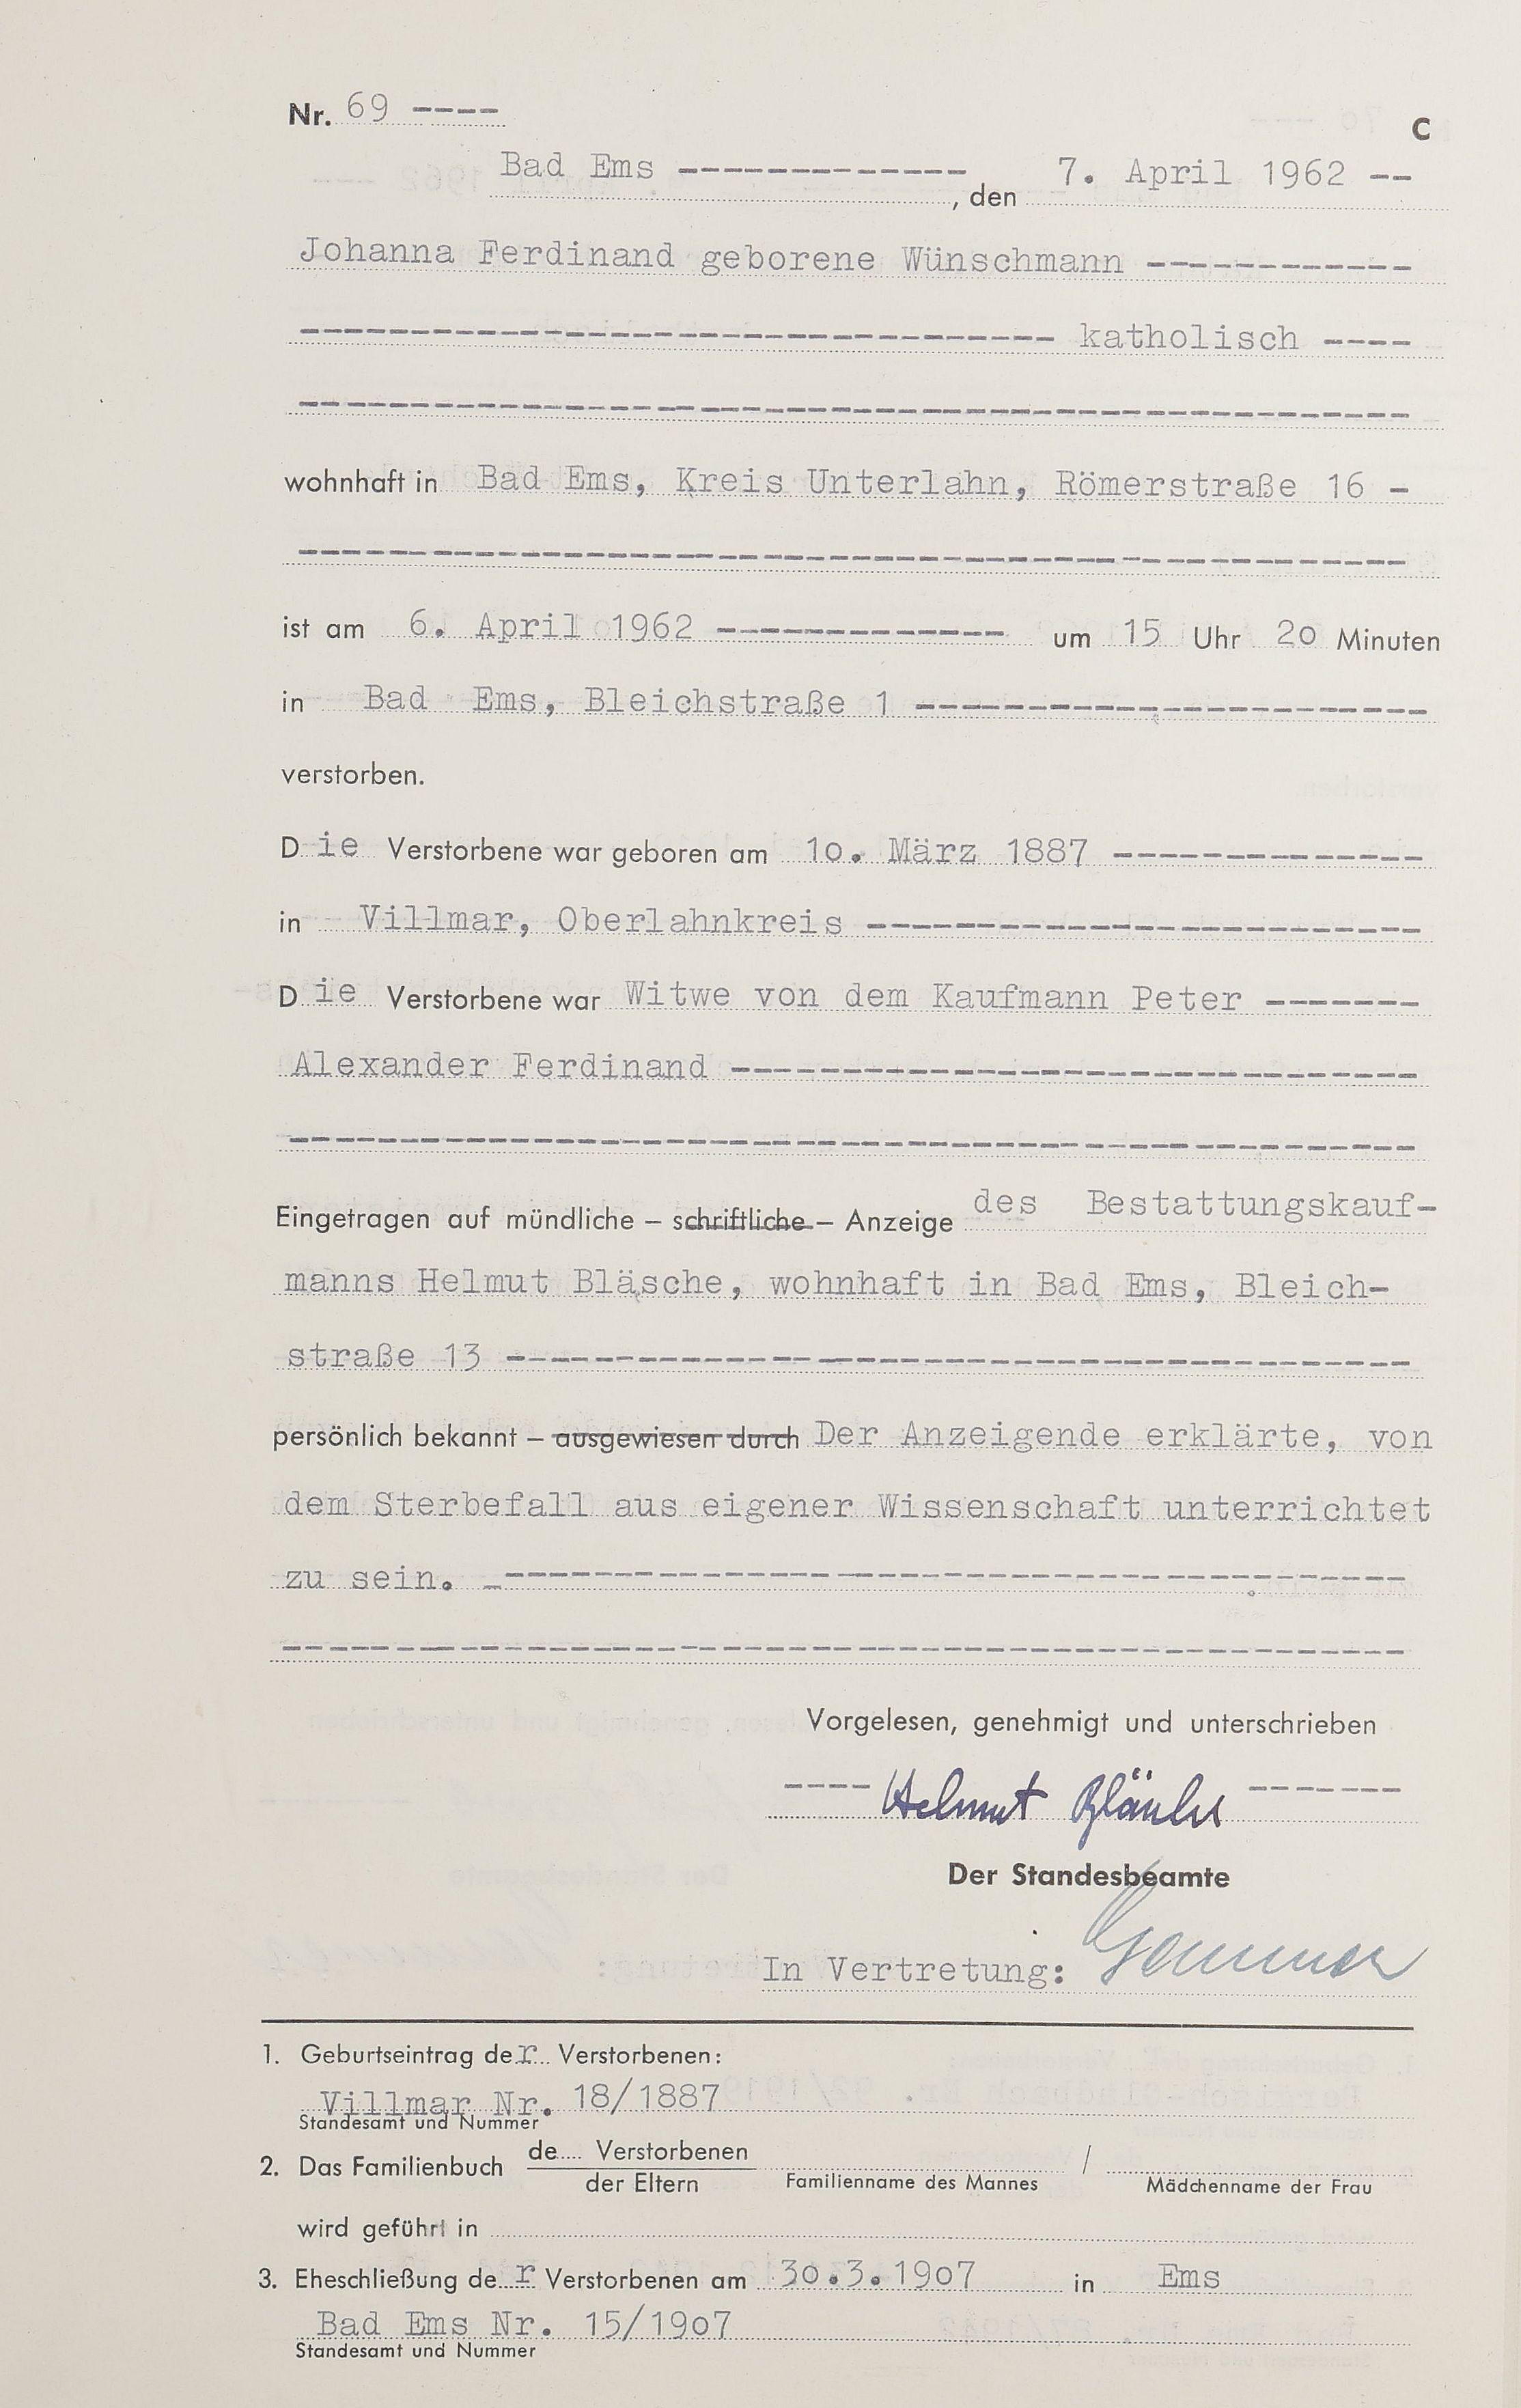 Nr. 69 ----
C
Bad Ems -------------, den 7. April 1962 --
Johanna Ferdinand geborene Wünschmann ------------
----------------------------------- katholisch ----
---------------------------------------------------
wohnhaft in Bad Ems, Kreis Unterlahn, Römerstraße 16 -
---------------------------------------------------
ist am 6. April 1962 ------------- um 15 Uhr 20 Minuten
in Bad Ems, Bleichstraße 1 ------------------------
verstorben.
Die Verstorbene war geboren am 10. März 1887 --------------
in Villmar, Oberlahnkreis -------------------------
Die Verstorbene war Witwe von dem Kaufmann Peter -------
Alexander Ferdinand -------------------------------
---------------------------------------------------
Eingetragen auf mündliche – schriftliche – Anzeige des Bestattungskauf-
manns Helmut Bläsche, wohnhaft in Bad Ems, Bleich-
straße 13 -----------------------------------------
persönlich bekannt – ausgewiesen durch Der Anzeigende erklärte, von
dem Sterbefall aus eigener Wissenschaft unterrichtet
zu sein. ------------------------------------------
---------------------------------------------------
Vorgelesen, genehmigt und unterschrieben
---- Helmut Bläsche -------
Der Standesbeamte
In Vertretung:
1. Geburtseintrag der Verstorbenen:
Villmar Nr. 18/1887
Standesamt und Nummer
2. Das Familienbuch de..... Verstorbenen / 
der Eltern Familienname des Mannes Mädchenname der Frau
wird geführt in
3. Eheschließung der Verstorbenen am 30.3.1907 in Ems
Bad Ems Nr. 15/1907
Standesamt und Nummer